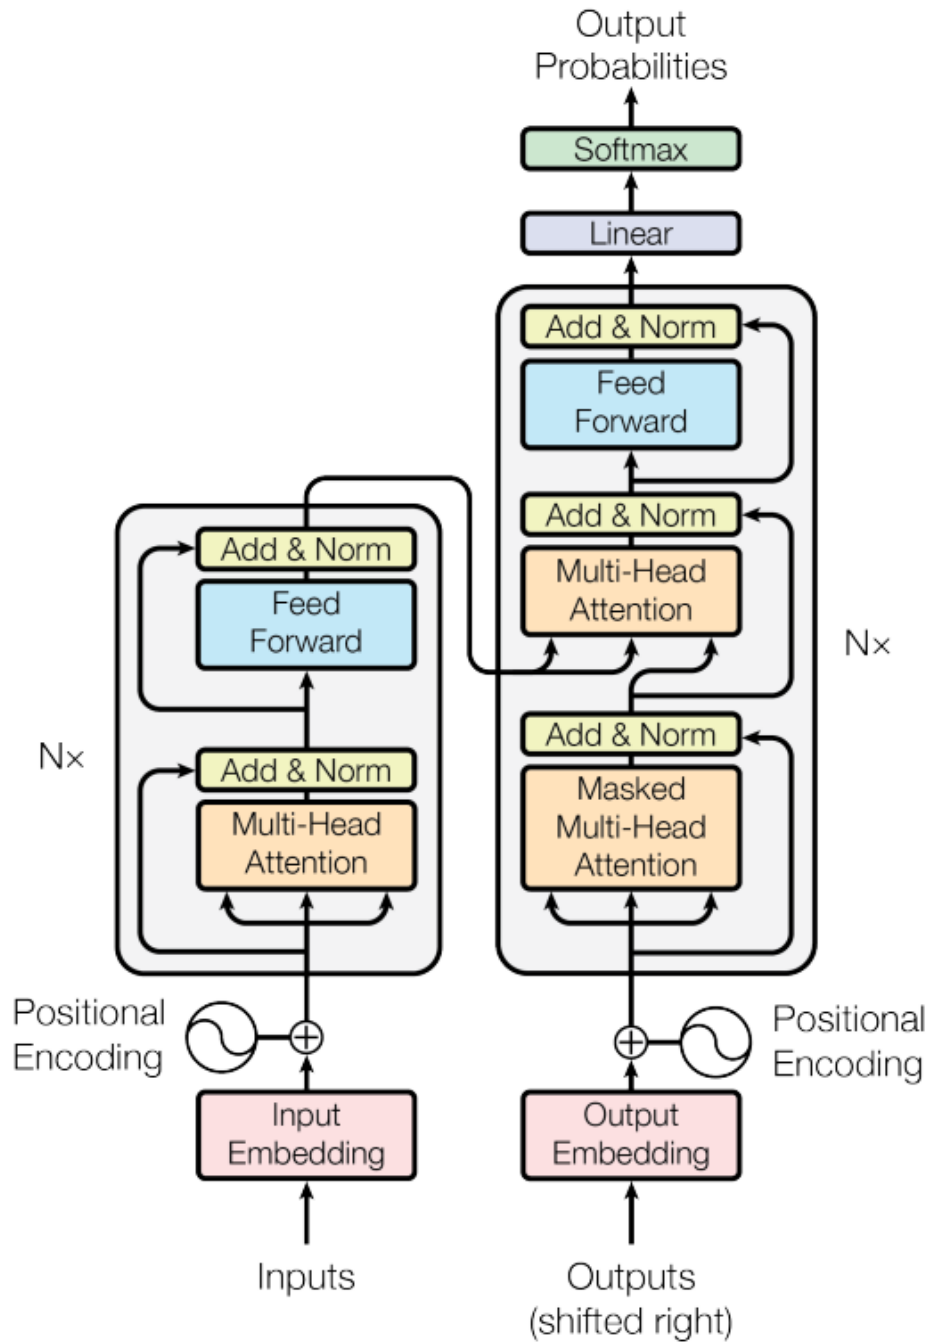 Output
Probabilities
Softmax
Linear
Add & Norm
Feed
Forward
Add & Norm
Multi-Head
Attention
Add & Norm
Masked
Multi-Head
Attention
Nx
Add & Norm
Feed
Forward
Add & Norm
Multi-Head
Attention
Nx
Positional
Encoding
Positional
Encoding
Input
Embedding
Output
Embedding
Inputs
Outputs
(shifted right)